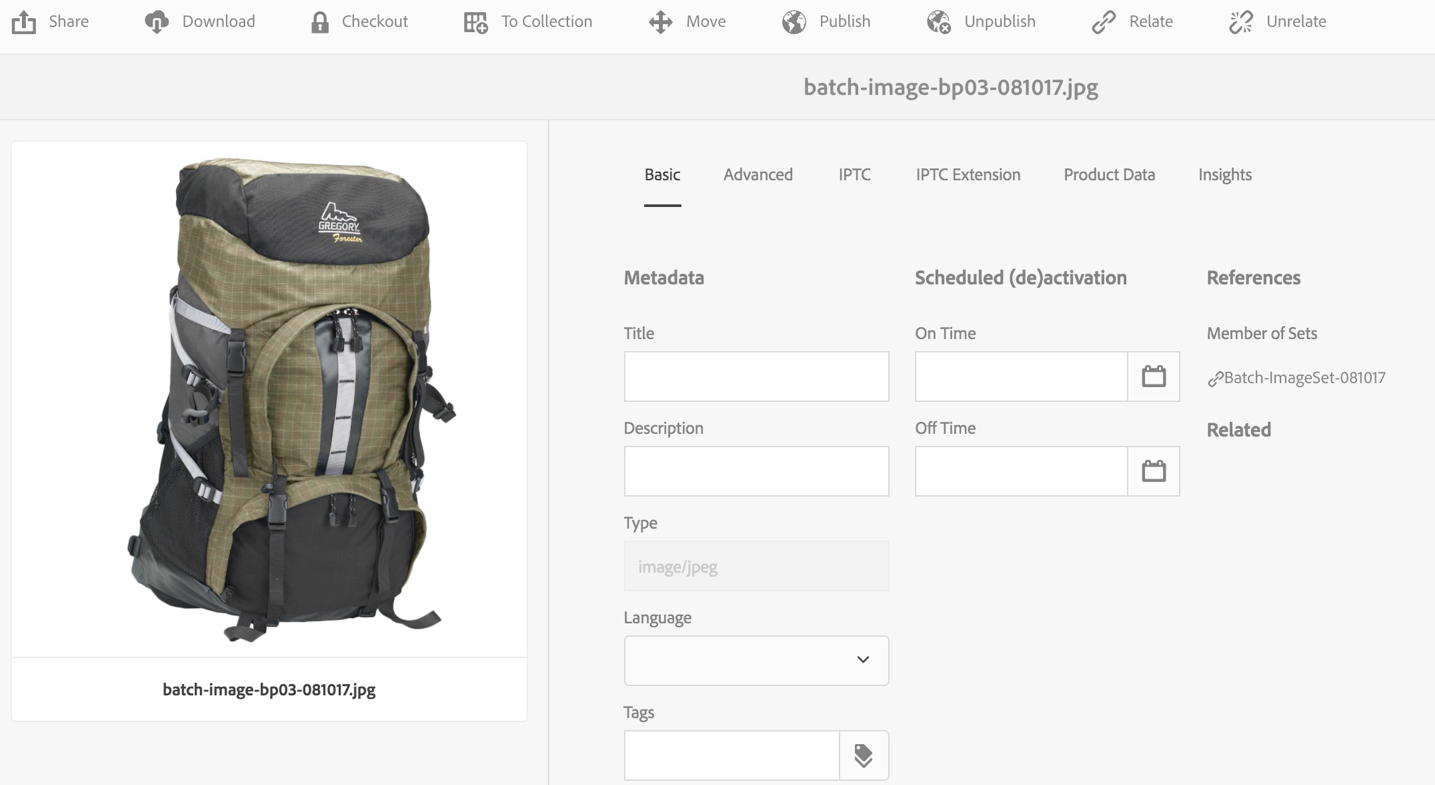 Share Download Checkout To Collection Move Publish Unpublish Relate Unrelate
batch-image-bp03-081017.jpg
GREGORY
Forester
batch-image-bp03-081017.jpg
Basic Advanced IPTC IPTC Extension Product Data Insights
Metadata
Title
Description
Type
image/jpeg
Language
Tags
Scheduled (de)activation
On Time
Off Time
References
Member of Sets
Batch-ImageSet-081017
Related